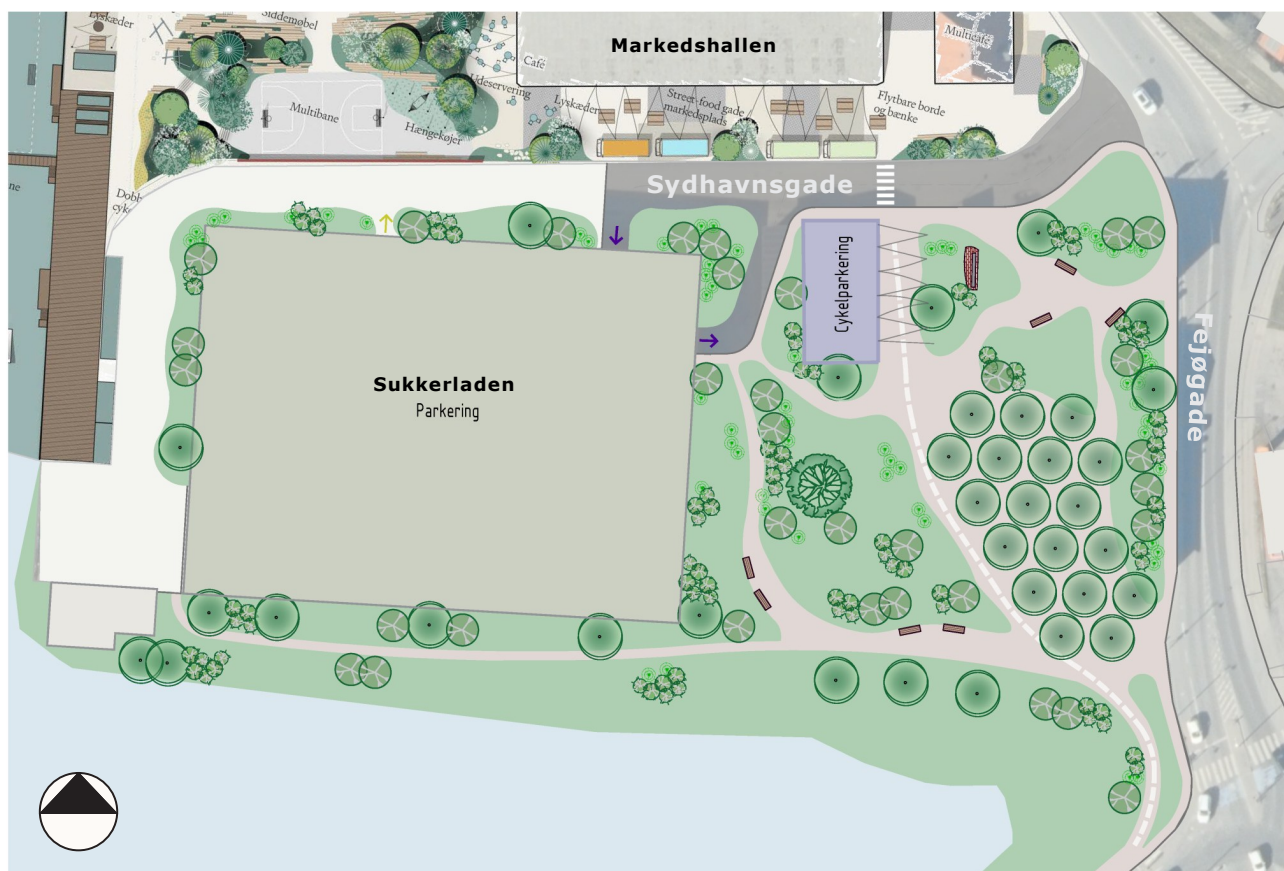 Lyskæder
Siddemøbel
Café
Udeservering
Multibane
Hængekøjer
Markedshallen
Multicafé
Lyskæder
Street-food gade
markedsplads
Flytbare borde
og bænke
Sydhavnsgade
Cykelparkering
Fejøgade
Sukkerladen
Parkering